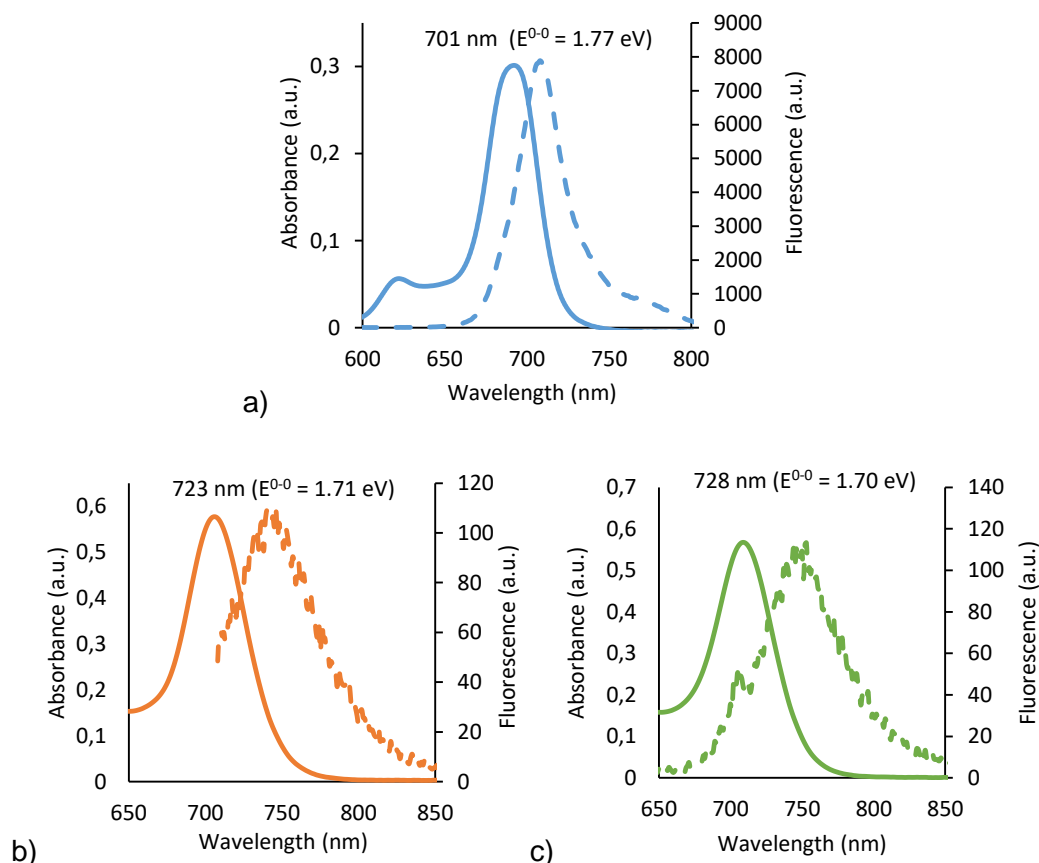 701 nm (E⁰⁻⁰ = 1.77 eV)
Absorbance (a.u.)
0,3
0,2
0,1
0
9000
8000
7000
6000
5000
4000
3000
2000
1000
0
Fluorescence (a.u.)
600 650 700 750 800
Wavelength (nm)
a)
723 nm (E⁰⁻⁰ = 1.71 eV)
Absorbance (a.u.)
0,6
0,5
0,4
0,3
0,2
0,1
0
120
100
80
60
40
20
0
Fluorescence (a.u.)
650 700 750 800 850
Wavelength (nm)
b)
728 nm (E⁰⁻⁰ = 1.70 eV)
Absorbance (a.u.)
0,7
0,6
0,5
0,4
0,3
0,2
0,1
0
140
120
100
80
60
40
20
0
Fluorescence (a.u.)
650 700 750 800 850
Wavelength (nm)
c)